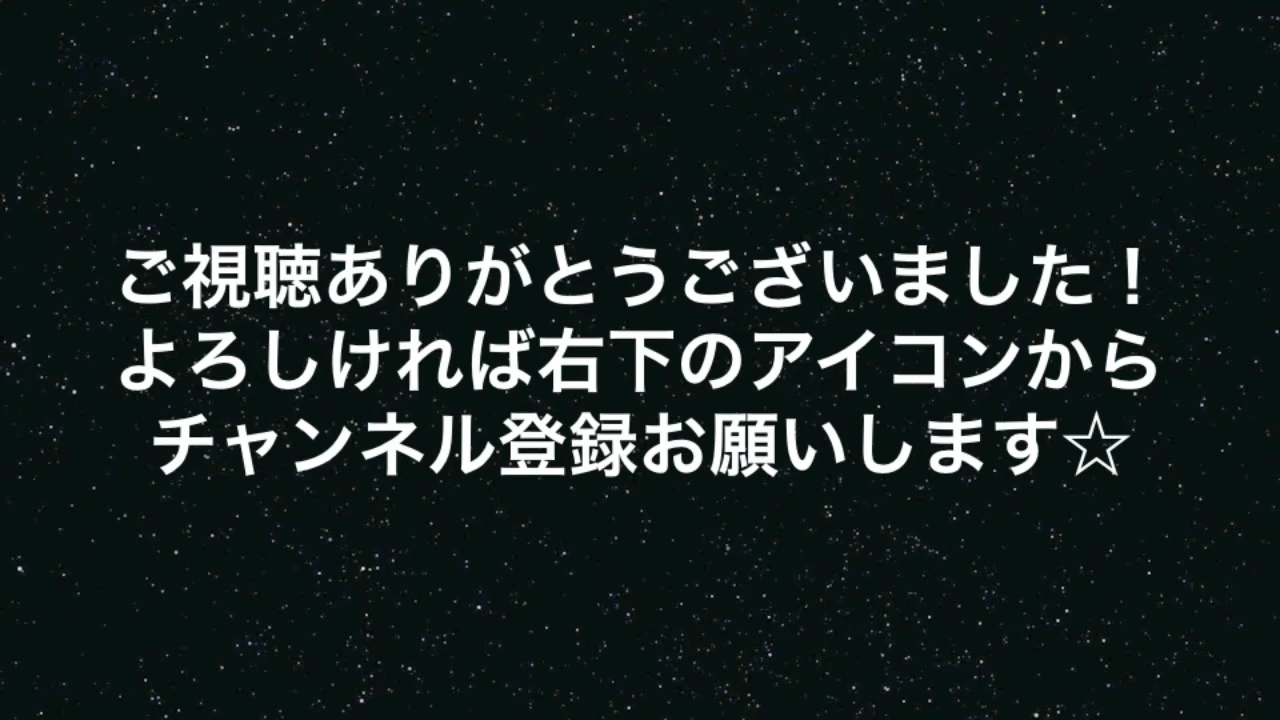 ご視聴ありがとうございました！
よろしければ右下のアイコンから
チャンネル登録お願いします☆